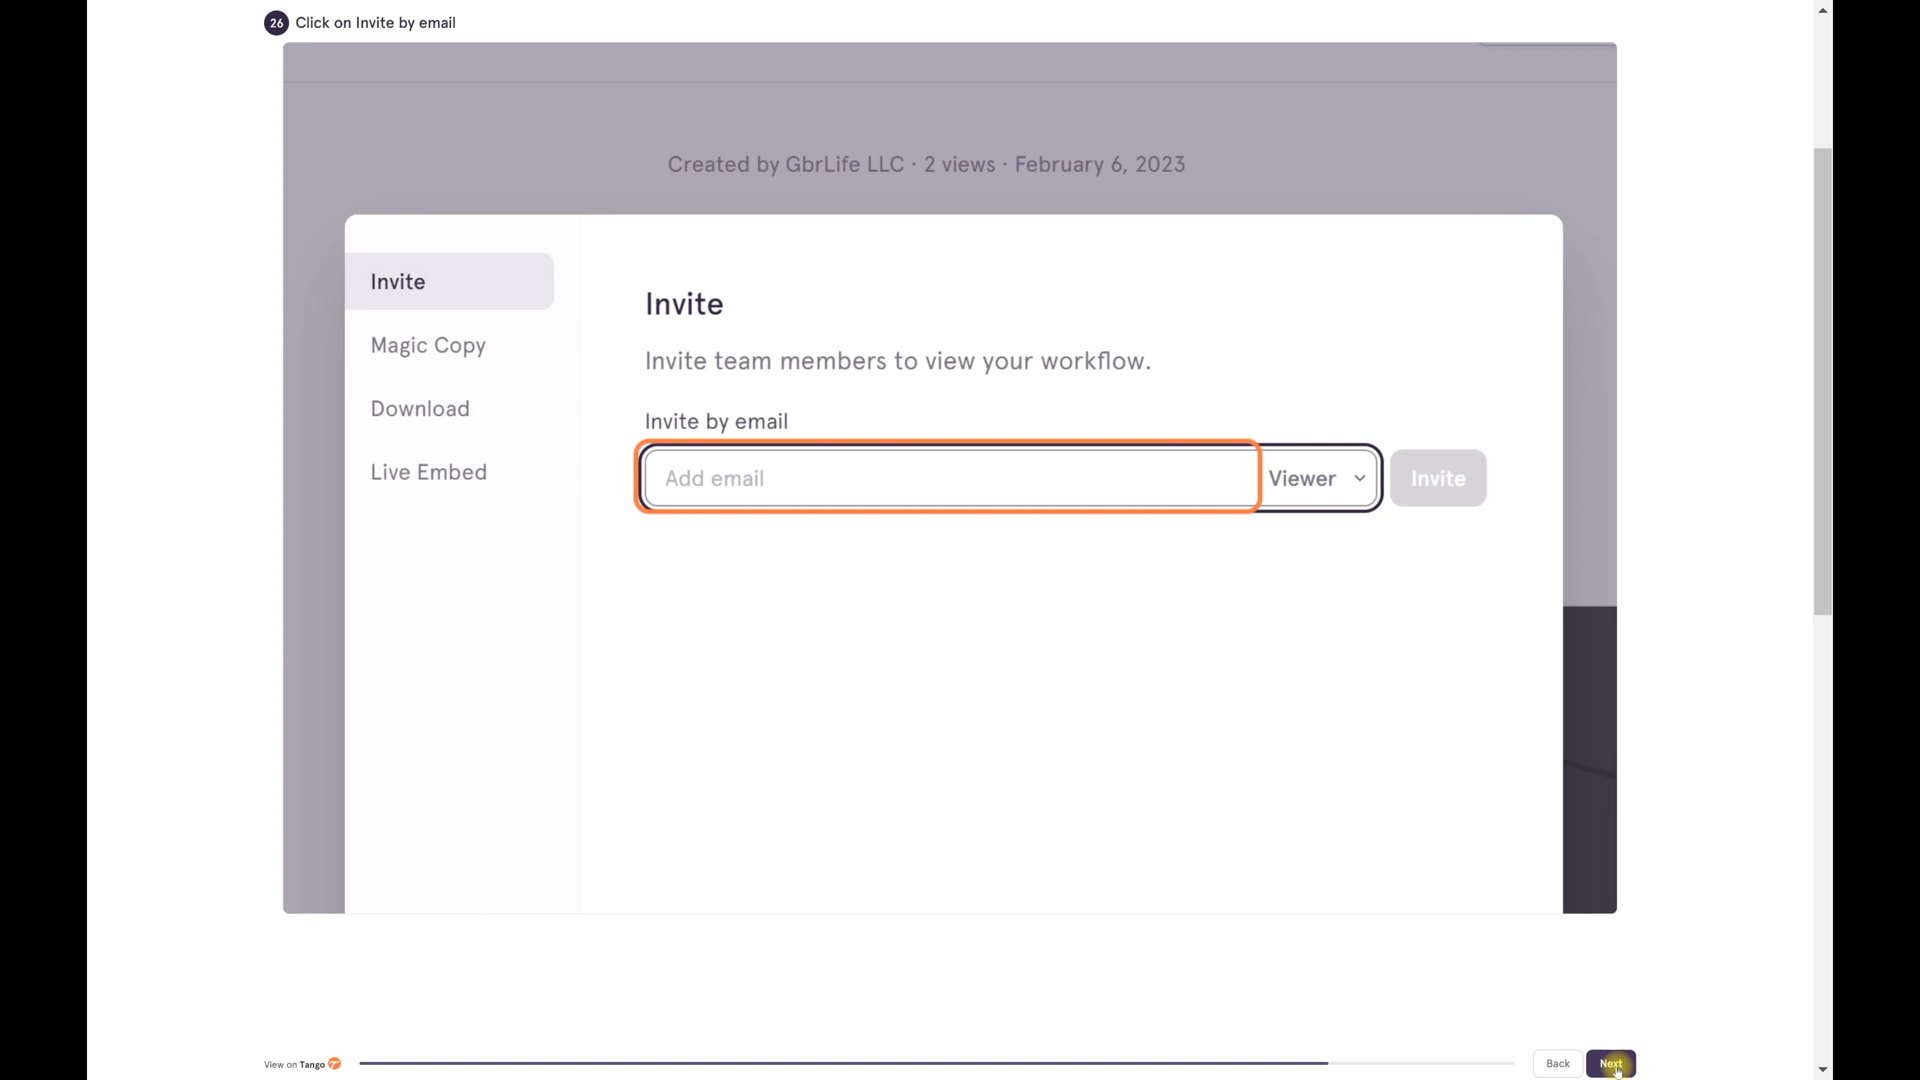 26 Click on Invite by email
Created by GbrLife LLC · 2 views · February 6, 2023
Invite
Magic Copy
Download
Live Embed
Invite
Invite team members to view your workflow.
Invite by email
Add email
Viewer
Invite
View on Tango
Back
Next